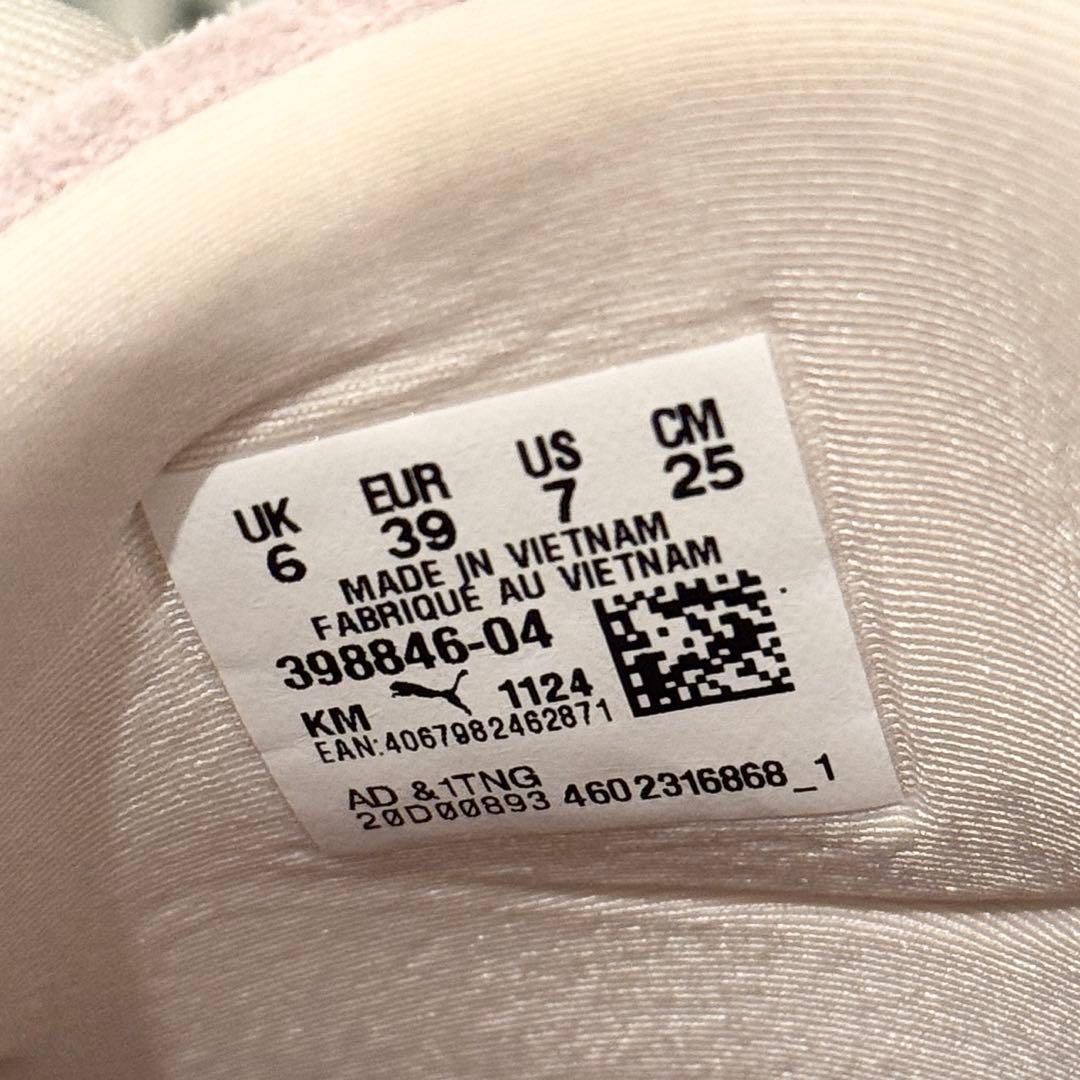 UK EUR US CM
6 39 7 25
MADE IN VIETNAM
FABRIQUE AU VIETNAM
398846-04
KM 1124
EAN:4067982462871
AD &1TNG
20D00893 4602316868_1